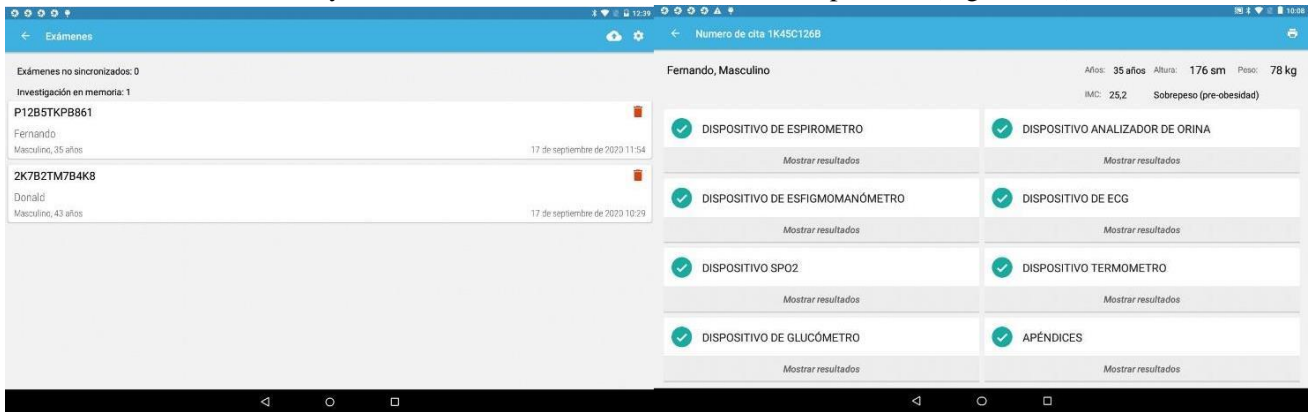 12:39
Exámenes
Exámenes no sincronizados: 0
Investigación en memoria: 1
P12B5TKPB861
Fernando
Masculino, 35 años
17 de septiembre de 2020 11:54
2K7B2TM7B4K8
Donald
Masculino, 43 años
17 de septiembre de 2020 10:29
10:08
Numero de cita 1K45C126B
Fernando, Masculino
Años: 35 años Altura: 176 sm Peso: 78 kg
IMC: 25,2 Sobrepeso (pre-obesidad)
DISPOSITIVO DE ESPIROMETRO
Mostrar resultados
DISPOSITIVO ANALIZADOR DE ORINA
Mostrar resultados
DISPOSITIVO DE ESFIGMOMANÓMETRO
Mostrar resultados
DISPOSITIVO DE ECG
Mostrar resultados
DISPOSITIVO SPO2
Mostrar resultados
DISPOSITIVO TERMOMETRO
Mostrar resultados
DISPOSITIVO DE GLUCÓMETRO
Mostrar resultados
APÉNDICES
Mostrar resultados